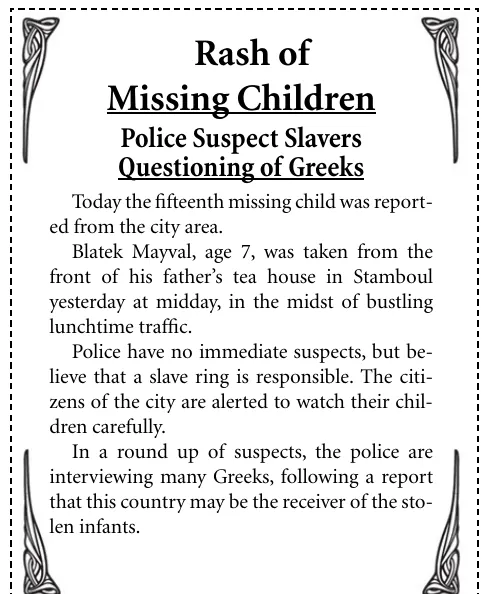 Rash of
Missing Children
Police Suspect Slavers
Questioning of Greeks
Today the fifteenth missing child was report-
ed from the city area.
Blatek Mayval, age 7, was taken from the
front of his father's tea house in Stamboul
yesterday at midday, in the midst of bustling
lunchtime traffic.
Police have no immediate suspects, but be-
lieve that a slave ring is responsible. The citi-
zens of the city are alerted to watch their chil-
dren carefully.
In a round up of suspects, the police are
interviewing many Greeks, following a report
that this country may be the receiver of the sto-
len infants.